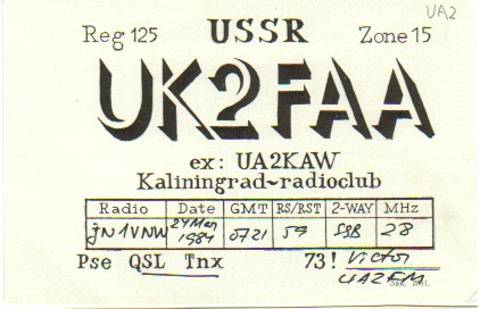 UA2
Reg 125 USSR Zone 15
UK2FAA
ex: UA2KAW
Kaliningrad~radioclub
Radio Date GMT RS/RST 2-WAY MHz
JN1VNW 24 Mar 1984 0721 59 SSB 28
Pse QSL Tnx 73! Victor
UA2FM